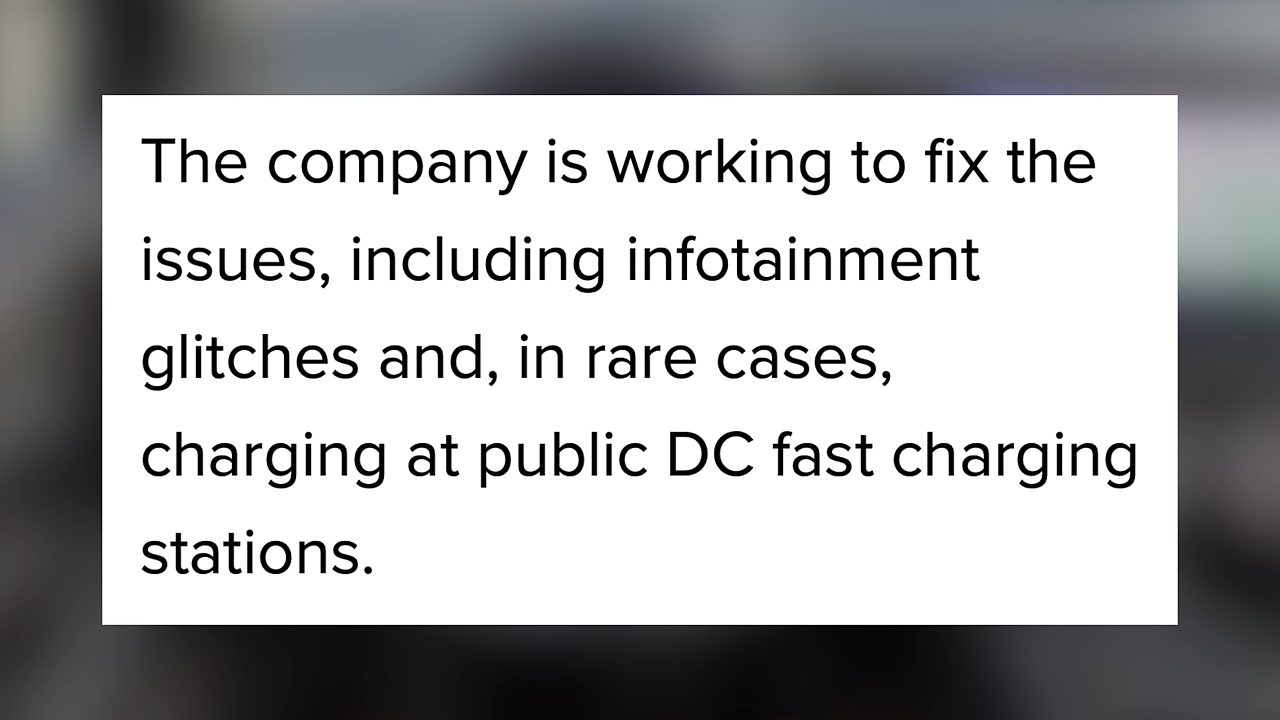 The company is working to fix the
issues, including infotainment
glitches and, in rare cases,
charging at public DC fast charging
stations.